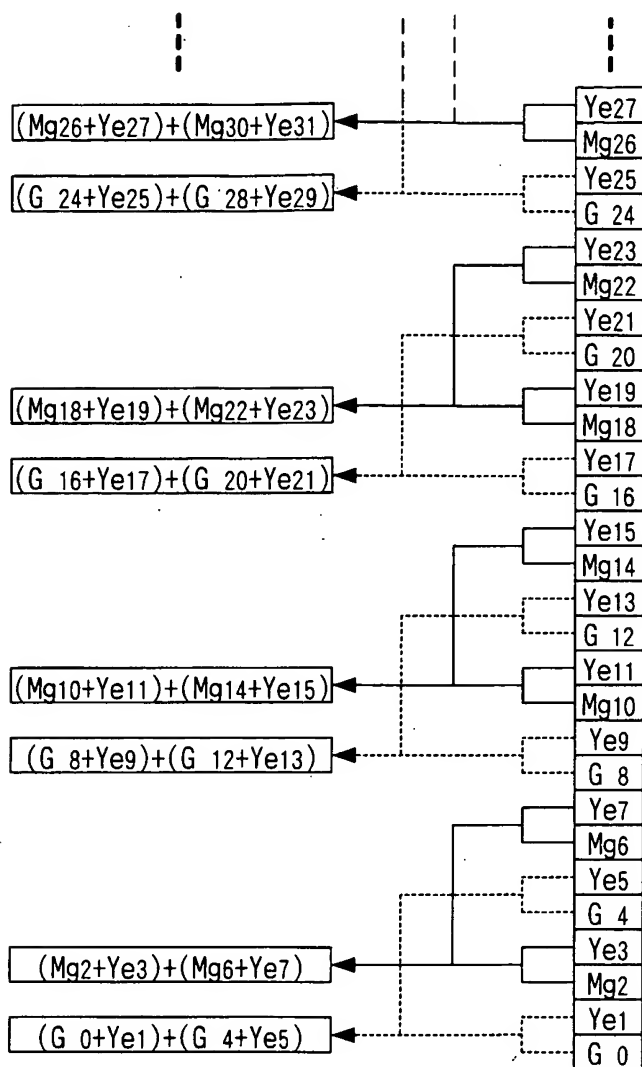 (Mg26+Ye27)+(Mg30+Ye31)
(G 24+Ye25)+(G 28+Ye29)
(Mg18+Ye19)+(Mg22+Ye23)
(G 16+Ye17)+(G 20+Ye21)
(Mg10+Ye11)+(Mg14+Ye15)
(G 8+Ye9)+(G 12+Ye13)
(Mg2+Ye3)+(Mg6+Ye7)
(G 0+Ye1)+(G 4+Ye5)
Ye27
Mg26
Ye25
G 24
Ye23
Mg22
Ye21
G 20
Ye19
Mg18
Ye17
G 16
Ye15
Mg14
Ye13
G 12
Ye11
Mg10
Ye9
G 8
Ye7
Mg6
Ye5
G 4
Ye3
Mg2
Ye1
G 0